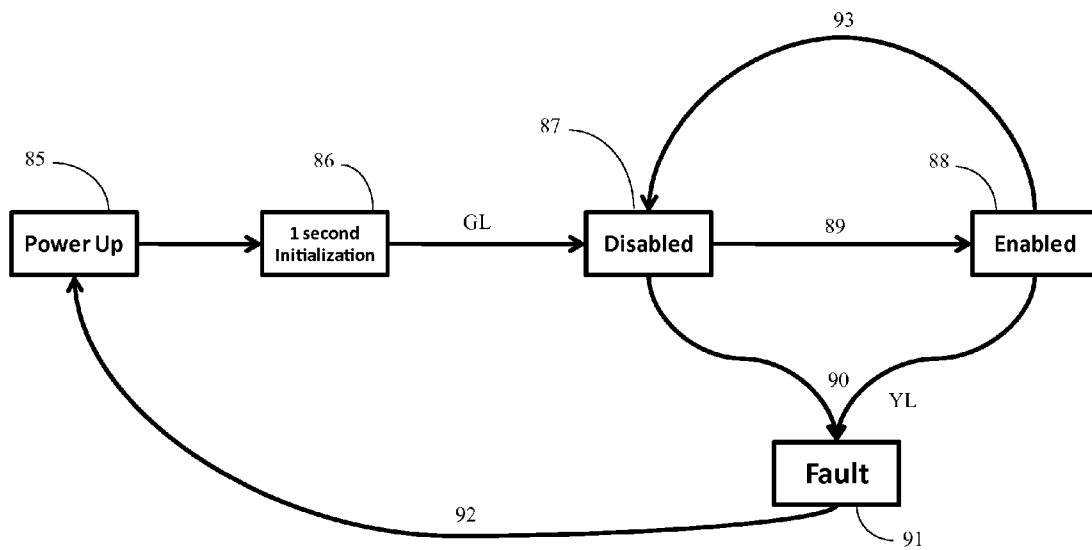 93
87
85
86
88
Power Up
1 second
Initialization
GL
Disabled
89
Enabled
90
YL
Fault
92
91